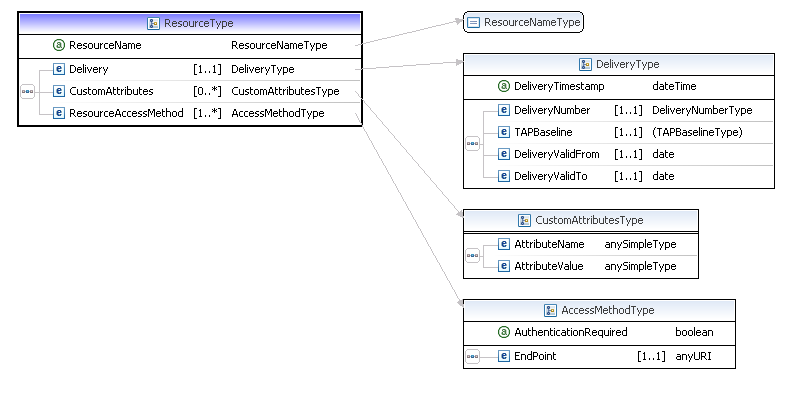 ResourceType
a ResourceName ResourceNameType
e Delivery [1..1] DeliveryType
e CustomAttributes [0..*] CustomAttributesType
e ResourceAccessMethod [1..*] AccessMethodType
ResourceNameType
DeliveryType
a DeliveryTimestamp dateTime
e DeliveryNumber [1..1] DeliveryNumberType
e TAPBaseline [1..1] (TAPBaselineType)
e DeliveryValidFrom [1..1] date
e DeliveryValidTo [1..1] date
CustomAttributesType
e AttributeName anySimpleType
e AttributeValue anySimpleType
AccessMethodType
a AuthenticationRequired boolean
e EndPoint [1..1] anyURI